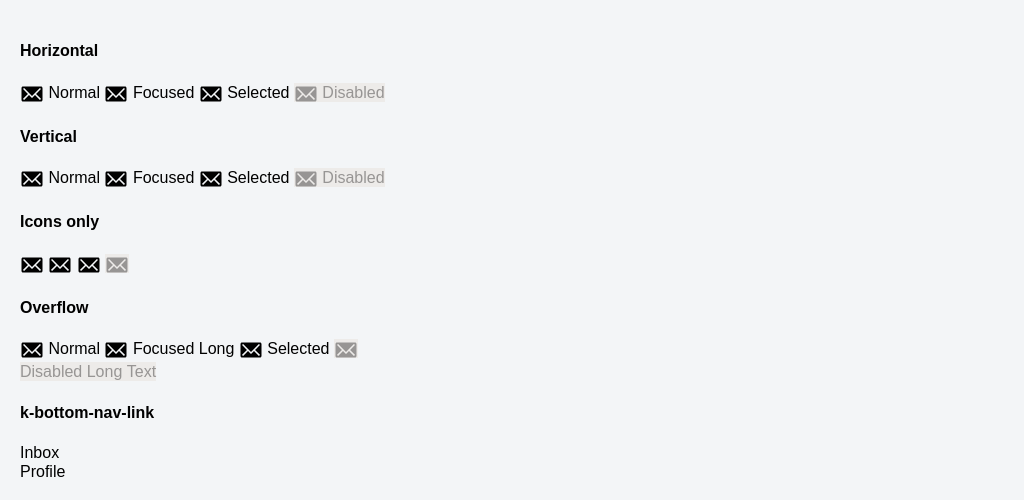 Horizontal
Normal Focused Selected Disabled
Vertical
Normal Focused Selected Disabled
Icons only
Overflow
Normal Focused Long Selected
Disabled Long Text
k-bottom-nav-link
Inbox
Profile